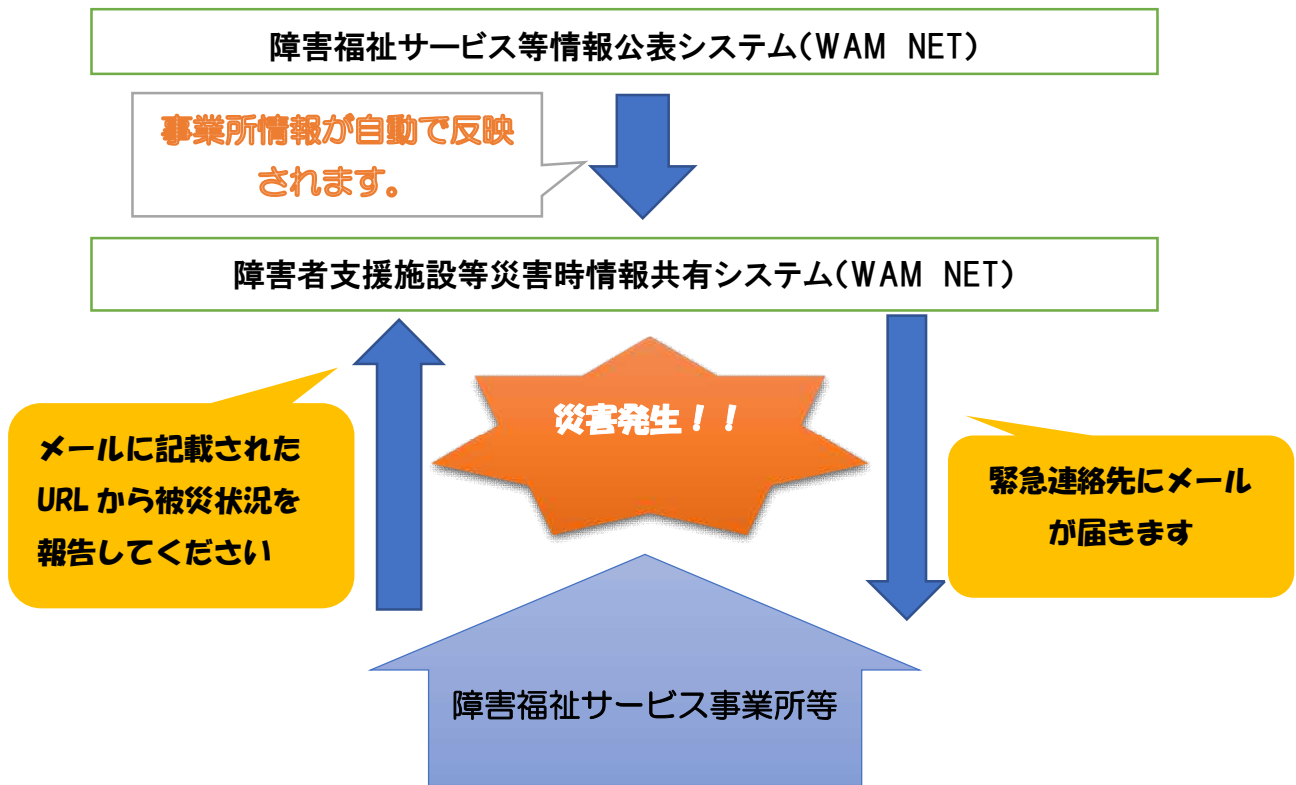 障害福祉サービス等情報公表システム(WAM NET)
事業所情報が自動で反映
されます。
障害者支援施設等災害時情報共有システム(WAM NET)
災害発生！！
メールに記載された
URLから被災状況を
報告してください
緊急連絡先にメール
が届きます
障害福祉サービス事業所等